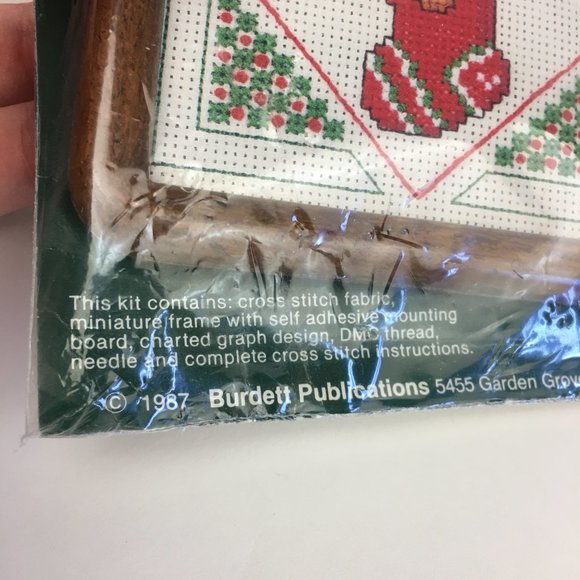 This kit contains: cross stitch fabric,
miniature frame with self adhesive mounting
board, charted graph design, DMC thread,
needle and complete cross stitch instructions.
© 1987 Burdett Publications 5455 Garden Grov